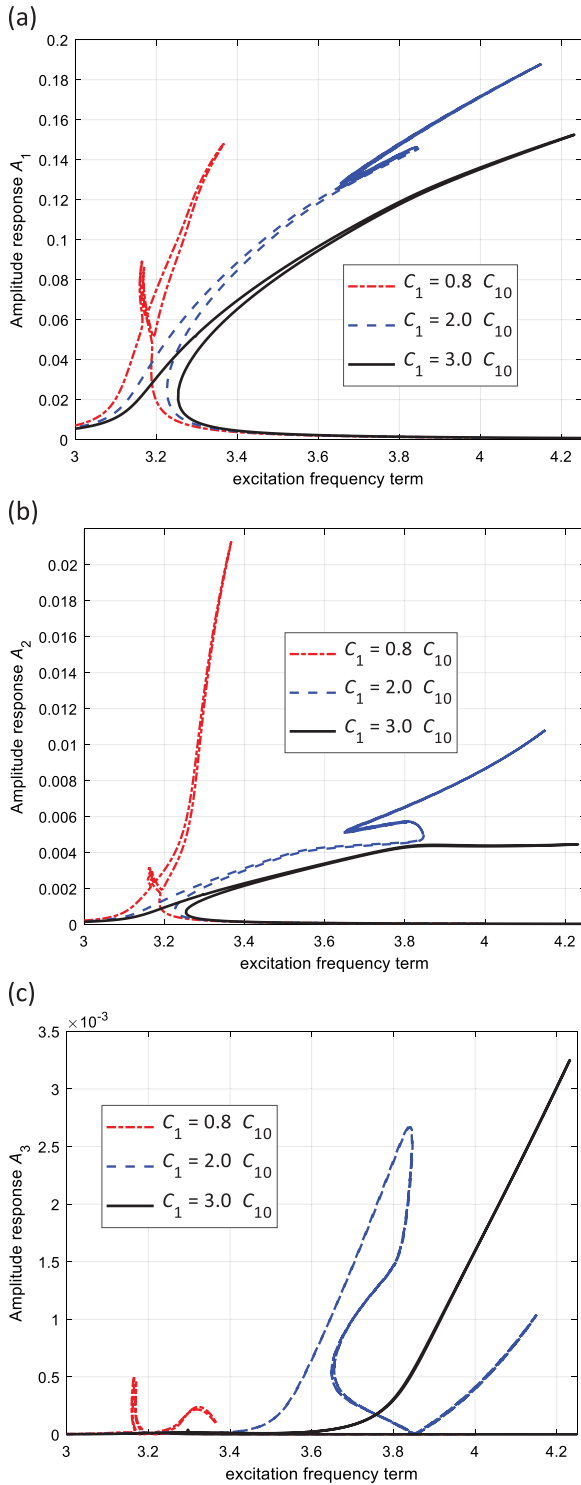 (a)
0.2
0.18
0.16
0.14
0.12
0.1
0.08
0.06
0.04
0.02
0
Amplitude response A1
C1 = 0.8 C10
C1 = 2.0 C10
C1 = 3.0 C10
3 3.2 3.4 3.6 3.8 4 4.2
excitation frequency term
(b)
0.02
0.018
0.016
0.014
0.012
0.01
0.008
0.006
0.004
0.002
0
Amplitude response A2
C1 = 0.8 C10
C1 = 2.0 C10
C1 = 3.0 C10
3 3.2 3.4 3.6 3.8 4 4.2
excitation frequency term
(c)
×10-3
3.5
3
2.5
2
1.5
1
0.5
0
Amplitude response A3
C1 = 0.8 C10
C1 = 2.0 C10
C1 = 3.0 C10
3 3.2 3.4 3.6 3.8 4 4.2
excitation frequency term